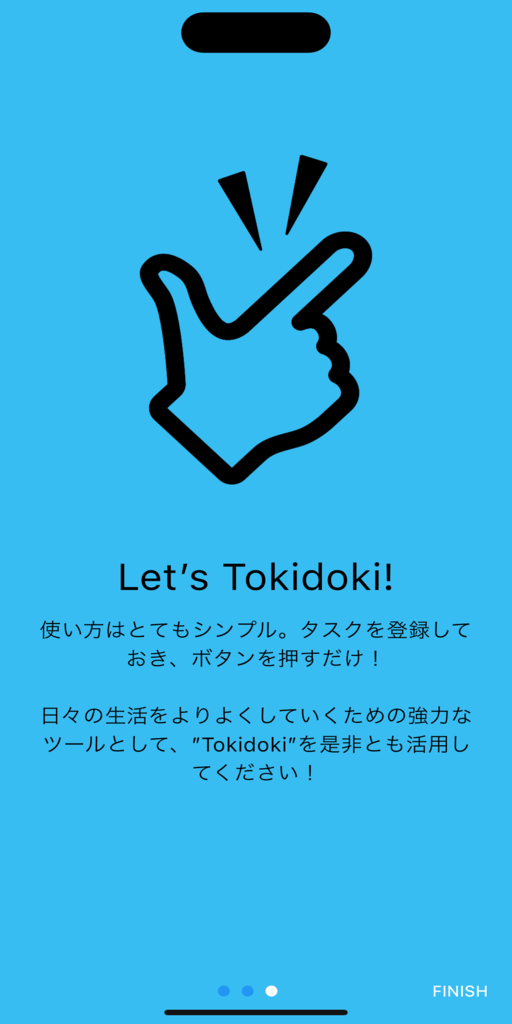 Let's Tokidoki!
使い方はとてもシンプル。タスクを登録して
おき、ボタンを押すだけ！
日々の生活をよりよくしていくための強力な
ツールとして、"Tokidoki"を是非とも活用し
てください！
FINISH